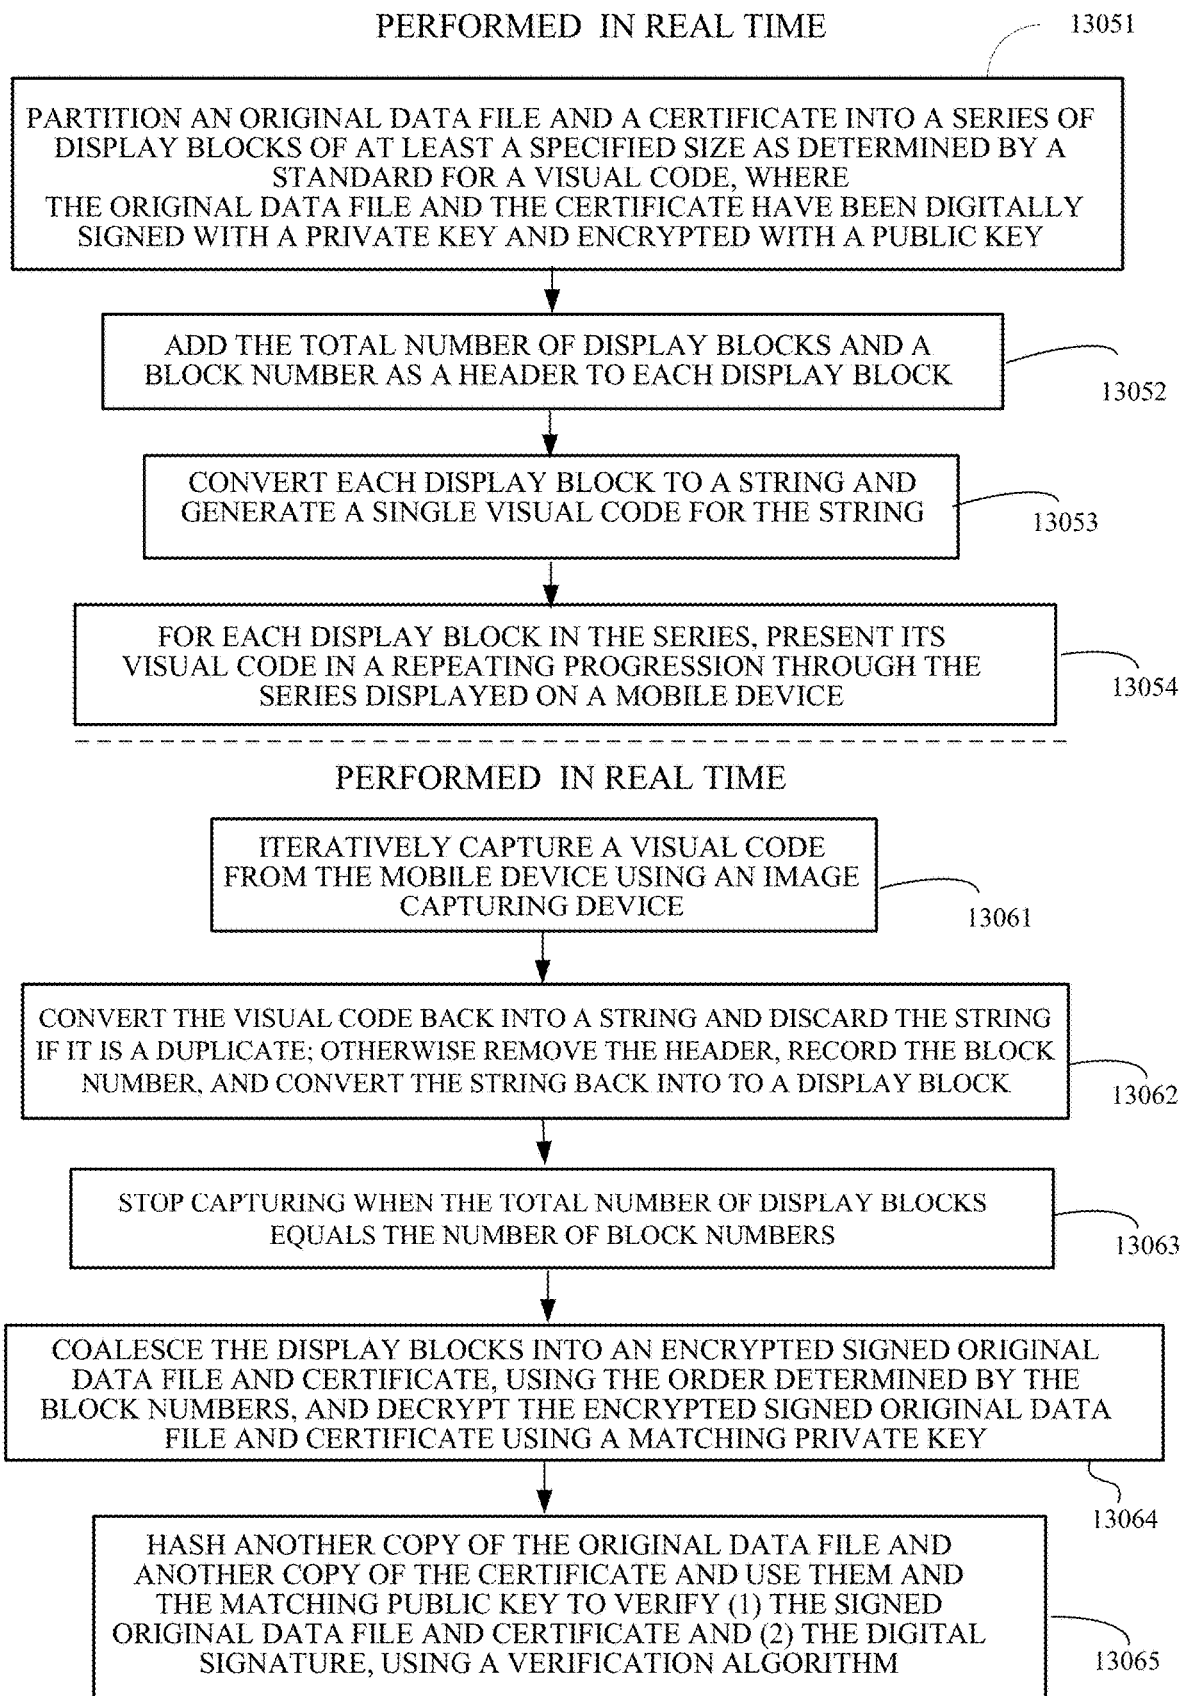 PERFORMED IN REAL TIME
13051
PARTITION AN ORIGINAL DATA FILE AND A CERTIFICATE INTO A SERIES OF
DISPLAY BLOCKS OF AT LEAST A SPECIFIED SIZE AS DETERMINED BY A
STANDARD FOR A VISUAL CODE, WHERE
THE ORIGINAL DATA FILE AND THE CERTIFICATE HAVE BEEN DIGITALLY
SIGNED WITH A PRIVATE KEY AND ENCRYPTED WITH A PUBLIC KEY
ADD THE TOTAL NUMBER OF DISPLAY BLOCKS AND A
BLOCK NUMBER AS A HEADER TO EACH DISPLAY BLOCK
13052
CONVERT EACH DISPLAY BLOCK TO A STRING AND
GENERATE A SINGLE VISUAL CODE FOR THE STRING
13053
FOR EACH DISPLAY BLOCK IN THE SERIES, PRESENT ITS
VISUAL CODE IN A REPEATING PROGRESSION THROUGH THE
SERIES DISPLAYED ON A MOBILE DEVICE
13054
PERFORMED IN REAL TIME
ITERATIVELY CAPTURE A VISUAL CODE
FROM THE MOBILE DEVICE USING AN IMAGE
CAPTURING DEVICE
13061
CONVERT THE VISUAL CODE BACK INTO A STRING AND DISCARD THE STRING
IF IT IS A DUPLICATE; OTHERWISE REMOVE THE HEADER, RECORD THE BLOCK
NUMBER, AND CONVERT THE STRING BACK INTO TO A DISPLAY BLOCK
13062
STOP CAPTURING WHEN THE TOTAL NUMBER OF DISPLAY BLOCKS
EQUALS THE NUMBER OF BLOCK NUMBERS
13063
COALESCE THE DISPLAY BLOCKS INTO AN ENCRYPTED SIGNED ORIGINAL
DATA FILE AND CERTIFICATE, USING THE ORDER DETERMINED BY THE
BLOCK NUMBERS, AND DECRYPT THE ENCRYPTED SIGNED ORIGINAL DATA
FILE AND CERTIFICATE USING A MATCHING PRIVATE KEY
13064
HASH ANOTHER COPY OF THE ORIGINAL DATA FILE AND
ANOTHER COPY OF THE CERTIFICATE AND USE THEM AND
THE MATCHING PUBLIC KEY TO VERIFY (1) THE SIGNED
ORIGINAL DATA FILE AND CERTIFICATE AND (2) THE DIGITAL
SIGNATURE, USING A VERIFICATION ALGORITHM
13065